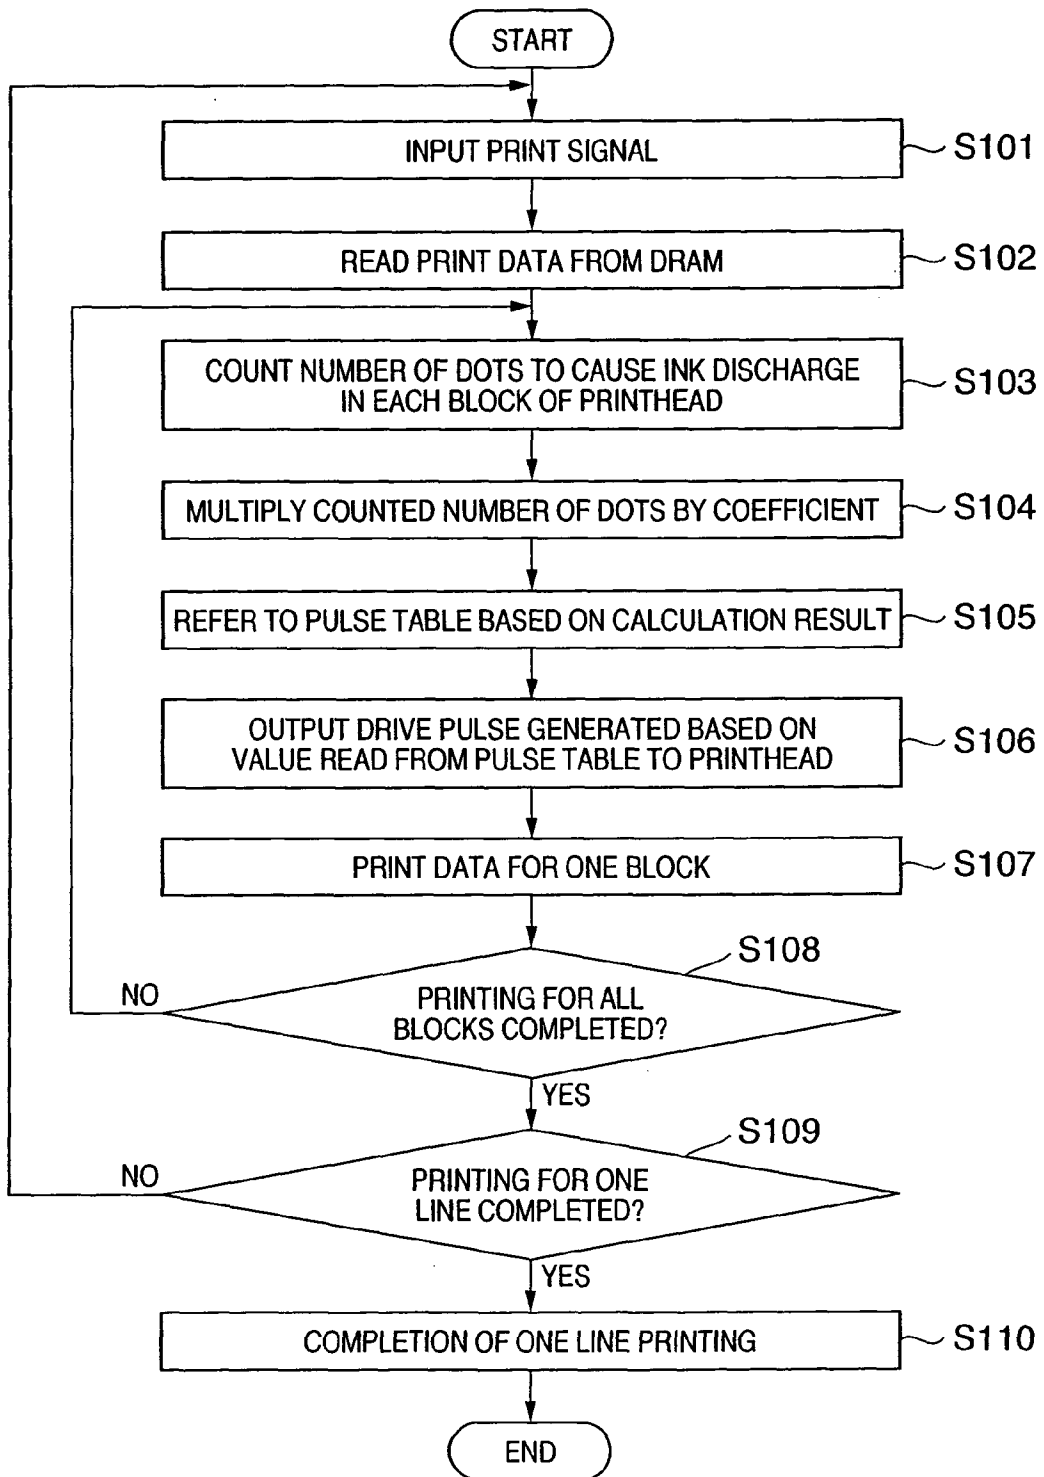 START
INPUT PRINT SIGNAL
S101
READ PRINT DATA FROM DRAM
S102
COUNT NUMBER OF DOTS TO CAUSE INK DISCHARGE
IN EACH BLOCK OF PRINTHEAD
S103
MULTIPLY COUNTED NUMBER OF DOTS BY COEFFICIENT
S104
REFER TO PULSE TABLE BASED ON CALCULATION RESULT
S105
OUTPUT DRIVE PULSE GENERATED BASED ON
VALUE READ FROM PULSE TABLE TO PRINTHEAD
S106
PRINT DATA FOR ONE BLOCK
S107
S108
NO
PRINTING FOR ALL
BLOCKS COMPLETED?
YES
S109
NO
PRINTING FOR ONE
LINE COMPLETED?
YES
COMPLETION OF ONE LINE PRINTING
S110
END